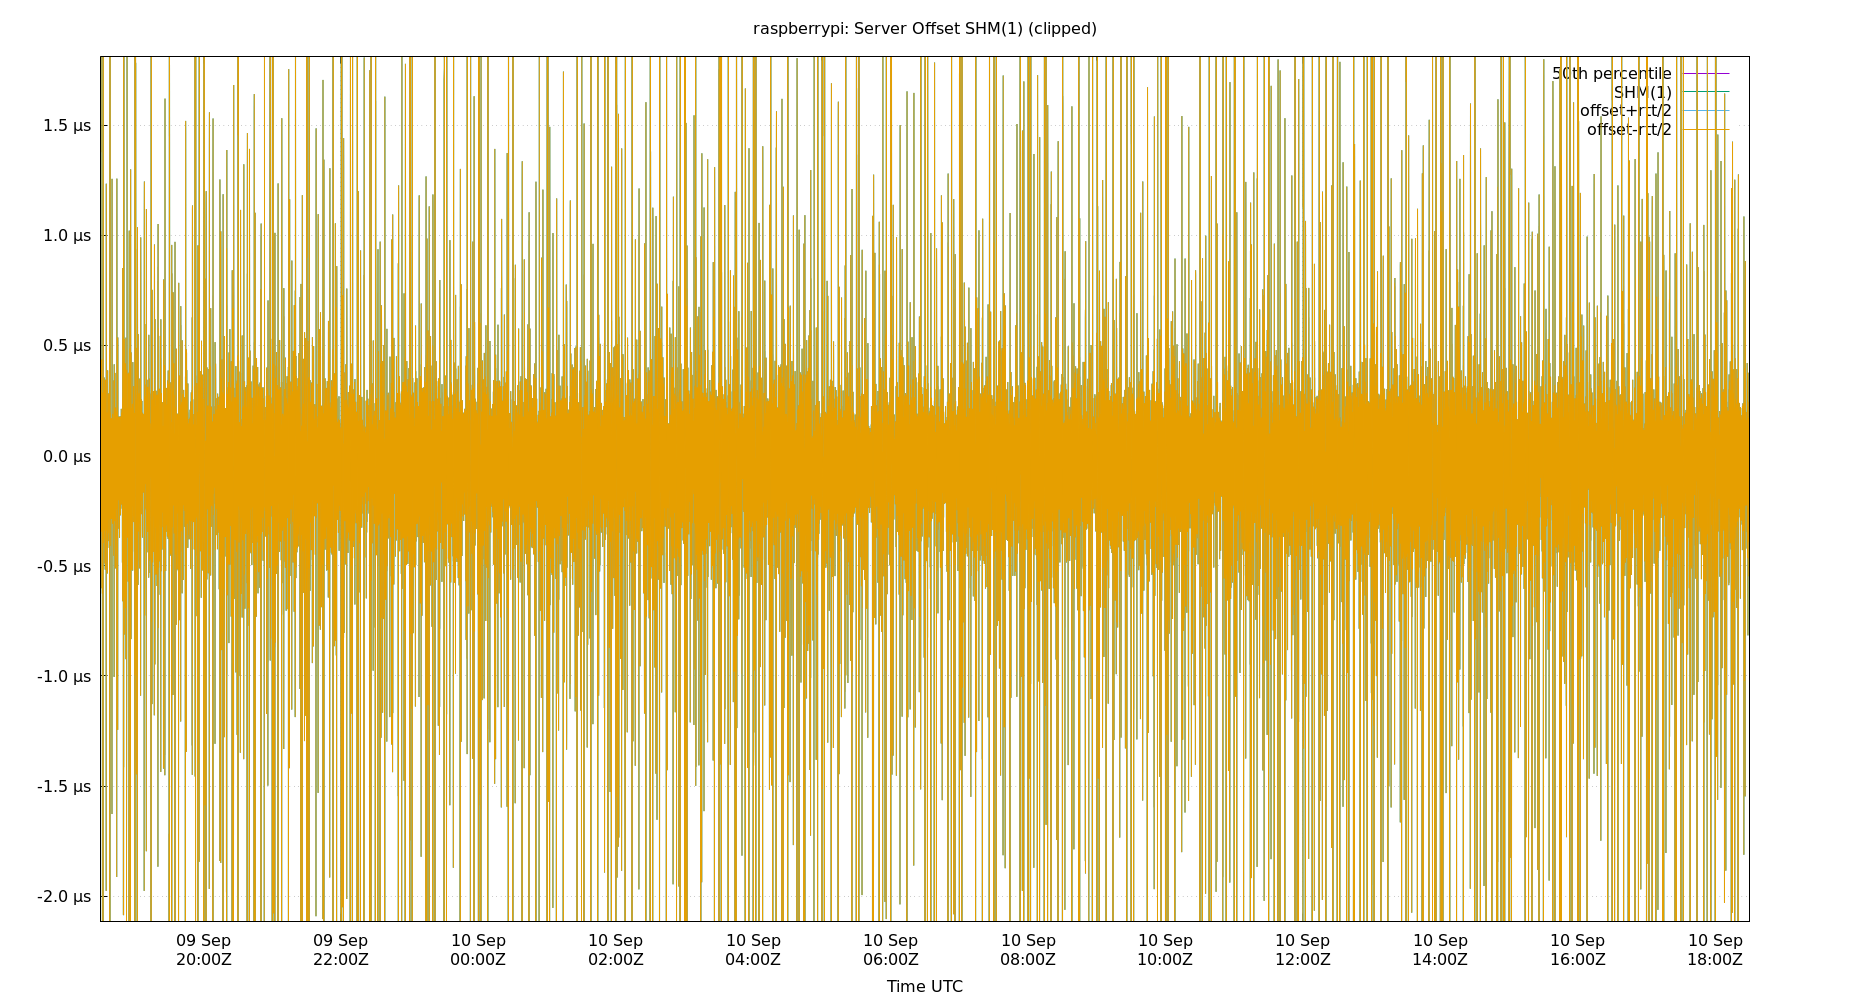 raspberrypi: Server Offset SHM(1) (clipped)
50th percentile
SHM(1)
offset+rtt/2
offset-rtt/2
1.5 µs
1.0 µs
0.5 µs
0.0 µs
-0.5 µs
-1.0 µs
-1.5 µs
-2.0 µs
09 Sep 09 Sep 10 Sep 10 Sep 10 Sep 10 Sep 10 Sep 10 Sep 10 Sep 10 Sep 10 Sep 10 Sep
20:00Z 22:00Z 00:00Z 02:00Z 04:00Z 06:00Z 08:00Z 10:00Z 12:00Z 14:00Z 16:00Z 18:00Z
Time UTC